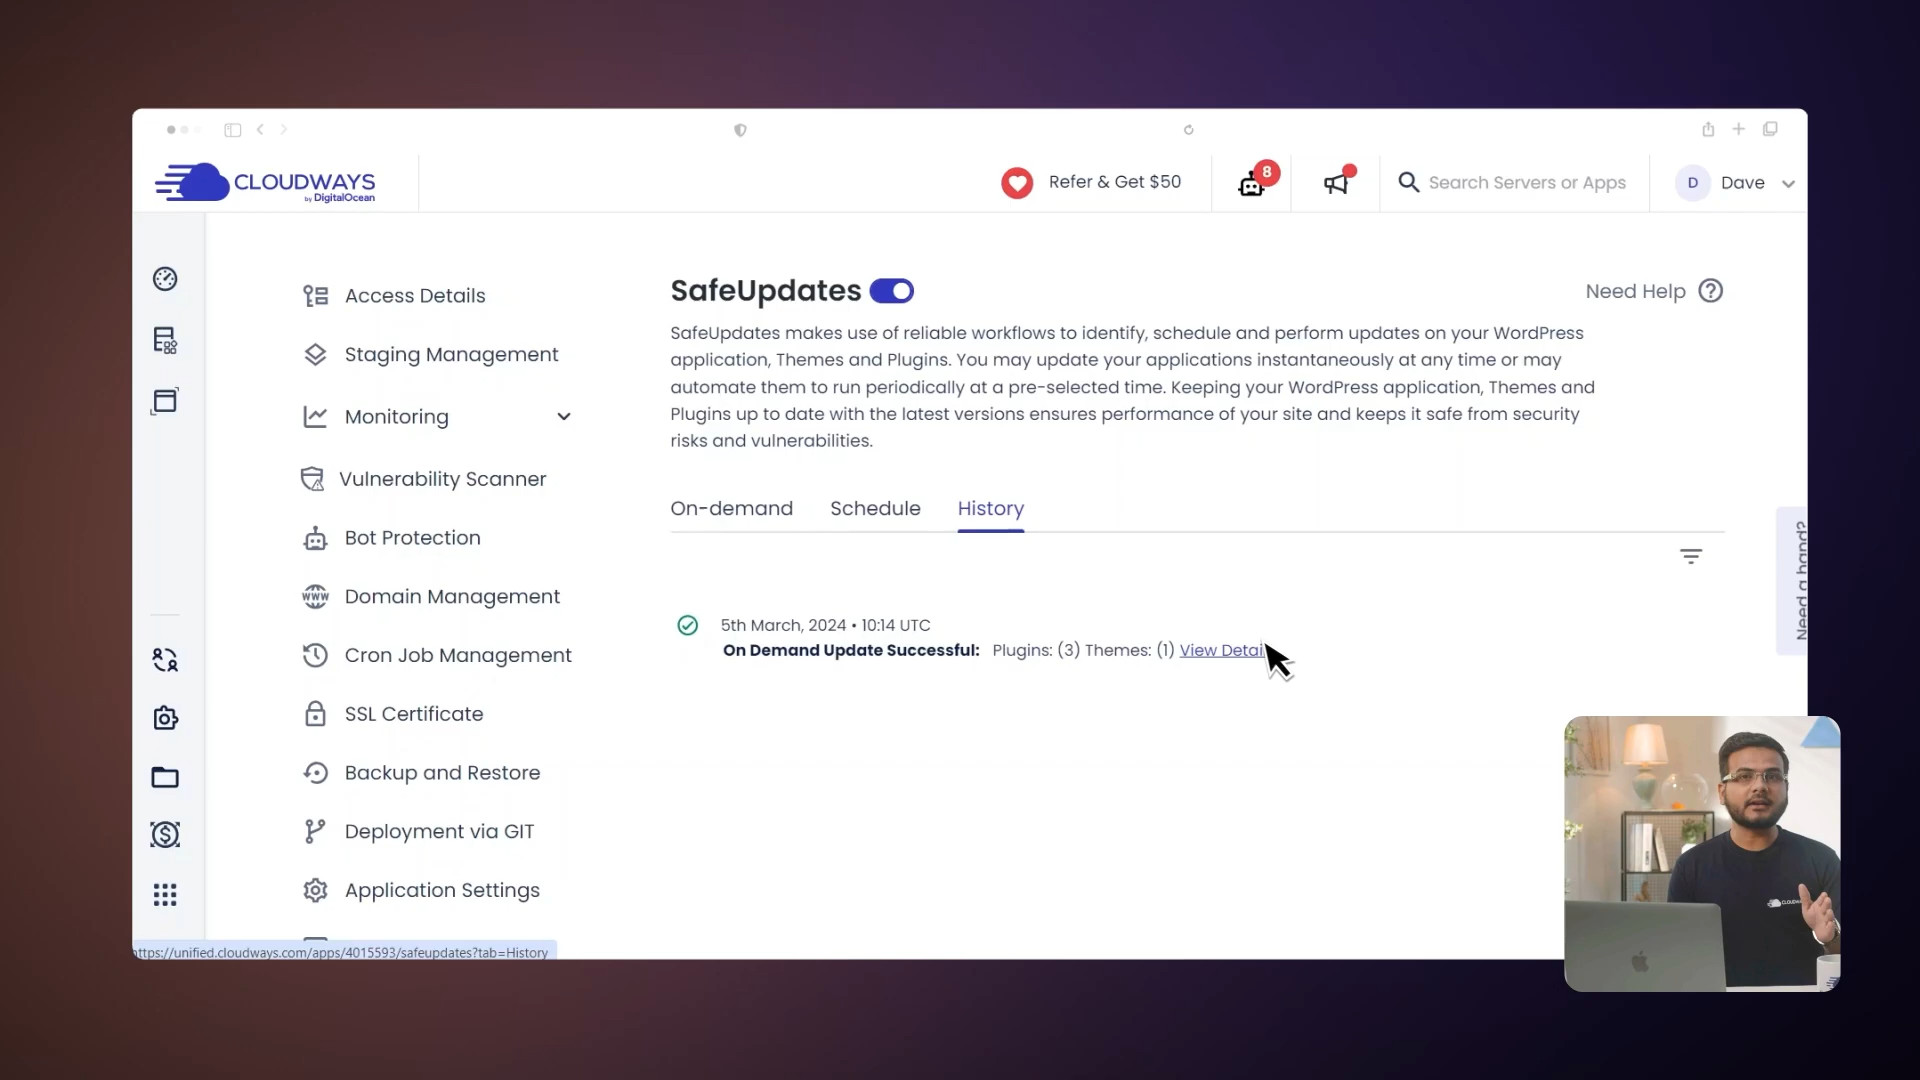 CLOUDWAYS
by DigitalOcean
Refer & Get $50
8
Search Servers or Apps
D
Dave
Access Details
Staging Management
Monitoring
Vulnerability Scanner
Bot Protection
WWW
Domain Management
Cron Job Management
SSL Certificate
Backup and Restore
Deployment via GIT
Application Settings
SafeUpdates
Need Help
SafeUpdates makes use of reliable workflows to identify, schedule and perform updates on your WordPress
application, Themes and Plugins. You may update your applications instantaneously at any time or may
automate them to run periodically at a pre-selected time. Keeping your WordPress application, Themes and
Plugins up to date with the latest versions ensures performance of your site and keeps it safe from security
risks and vulnerabilities.
On-demand
Schedule
History
5th March, 2024 • 10:14 UTC
On Demand Update Successful: Plugins: (3) Themes: (1) View Detai
Need a hand?
https://unified.cloudways.com/apps/4015593/safeupdates?tab=History